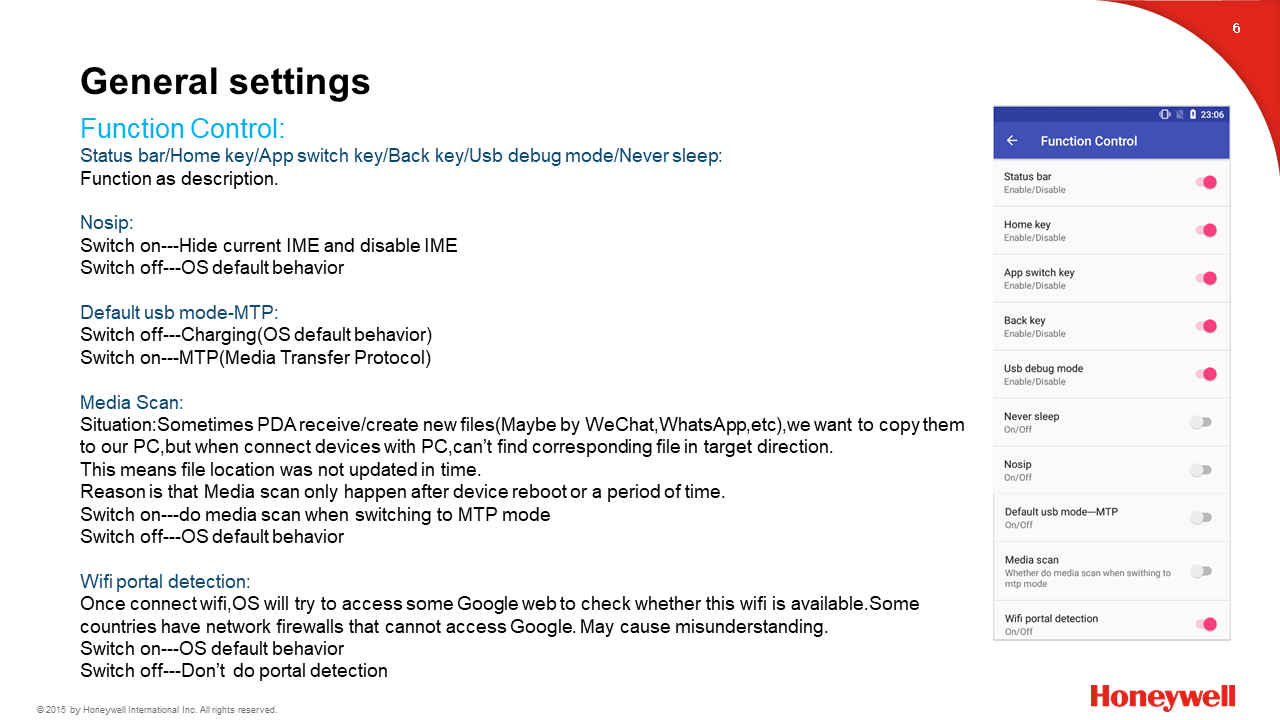 6
General settings
Function Control:
Status bar/Home key/App switch key/Back key/Usb debug mode/Never sleep:
Function as description.
Nosip:
Switch on---Hide current IME and disable IME
Switch off---OS default behavior
Default usb mode-MTP:
Switch off---Charging(OS default behavior)
Switch on---MTP(Media Transfer Protocol)
Media Scan:
Situation:Sometimes PDA receive/create new files(Maybe by WeChat,WhatsApp,etc),we want to copy them
to our PC,but when connect devices with PC,can’t find corresponding file in target direction.
This means file location was not updated in time.
Reason is that Media scan only happen after device reboot or a period of time.
Switch on---do media scan when switching to MTP mode
Switch off---OS default behavior
Wifi portal detection:
Once connect wifi,OS will try to access some Google web to check whether this wifi is available.Some
countries have network firewalls that cannot access Google. May cause misunderstanding.
Switch on---OS default behavior
Switch off---Don’t do portal detection
23:06
Function Control
Status bar
Enable/Disable
Home key
Enable/Disable
App switch key
Enable/Disable
Back key
Enable/Disable
Usb debug mode
Enable/Disable
Never sleep
On/Off
Nosip
On/Off
Default usb mode—MTP
On/Off
Media scan
Whether do media scan when swithing to
mtp mode
Wifi portal detection
On/Off
© 2015 by Honeywell International Inc. All rights reserved.
Honeywell